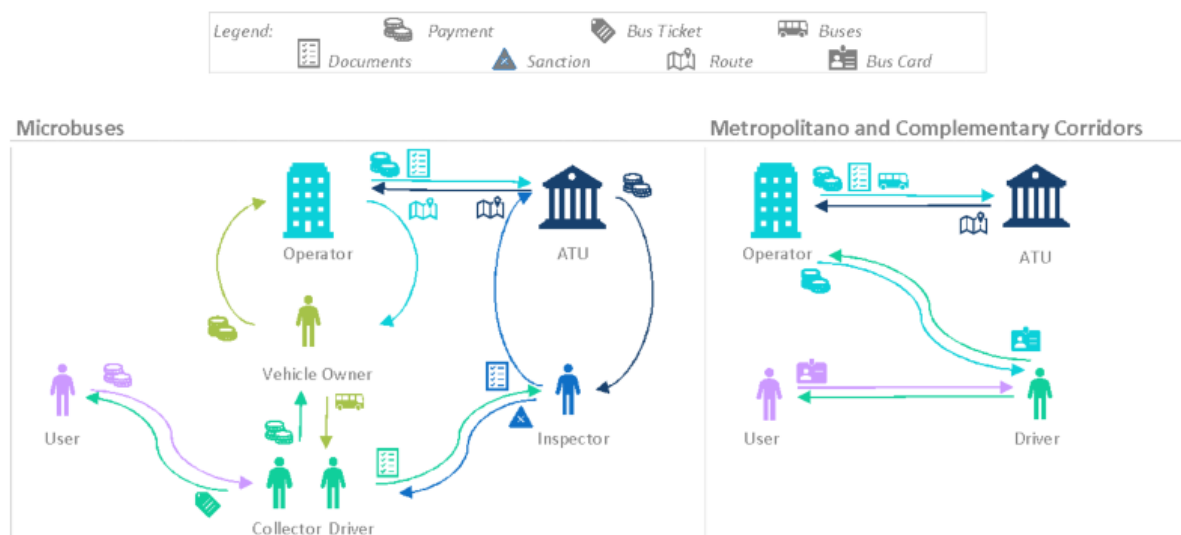 Legend: Payment Bus Ticket Buses
Documents Sanction Route Bus Card
Microbuses
Metropolitano and Complementary Corridors
Operator ATU
Operator ATU
Vehicle Owner
User Inspector
User Driver
Collector Driver